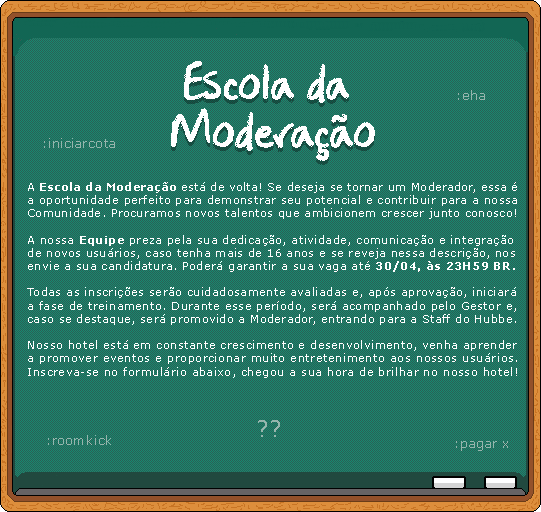 Escola da
:eha
Moderação
:iniciarcota
A Escola da Moderação está de volta! Se deseja se tornar um Moderador, essa é
a oportunidade perfeito para demonstrar seu potencial e contribuir para a nossa
Comunidade. Procuramos novos talentos que ambicionem crescer junto conosco!
A nossa Equipe preza pela sua dedicação, atividade, comunicação e integração
de novos usuários, caso tenha mais de 16 anos e se reveja nessa descrição, nos
envie a sua candidatura. Poderá garantir a sua vaga até 30/04, às 23H59 BR.
Todas as inscrições serão cuidadosamente avaliadas e, após aprovação, iniciará
a fase de treinamento. Durante esse período, será acompanhado pelo Gestor e,
caso se destaque, será promovido a Moderador, entrando para a Staff do Hubbe.
Nosso hotel está em constante crescimento e desenvolvimento, venha aprender
a promover eventos e proporcionar muito entretenimento aos nossos usuários.
Inscreva-se no formulário abaixo, chegou a sua hora de brilhar no nosso hotel!
??
:roomkick
:pagar x